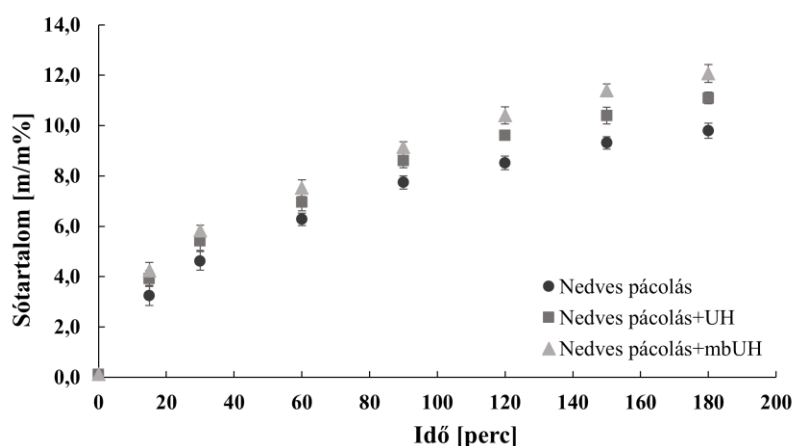 14,0
12,0
10,0
8,0
6,0
4,0
2,0
0,0
Sótartalom [m/m%]
Nedves pácolás
Nedves pácolás+UH
Nedves pácolás+mbUH
0 20 40 60 80 100 120 140 160 180 200
Idő [perc]